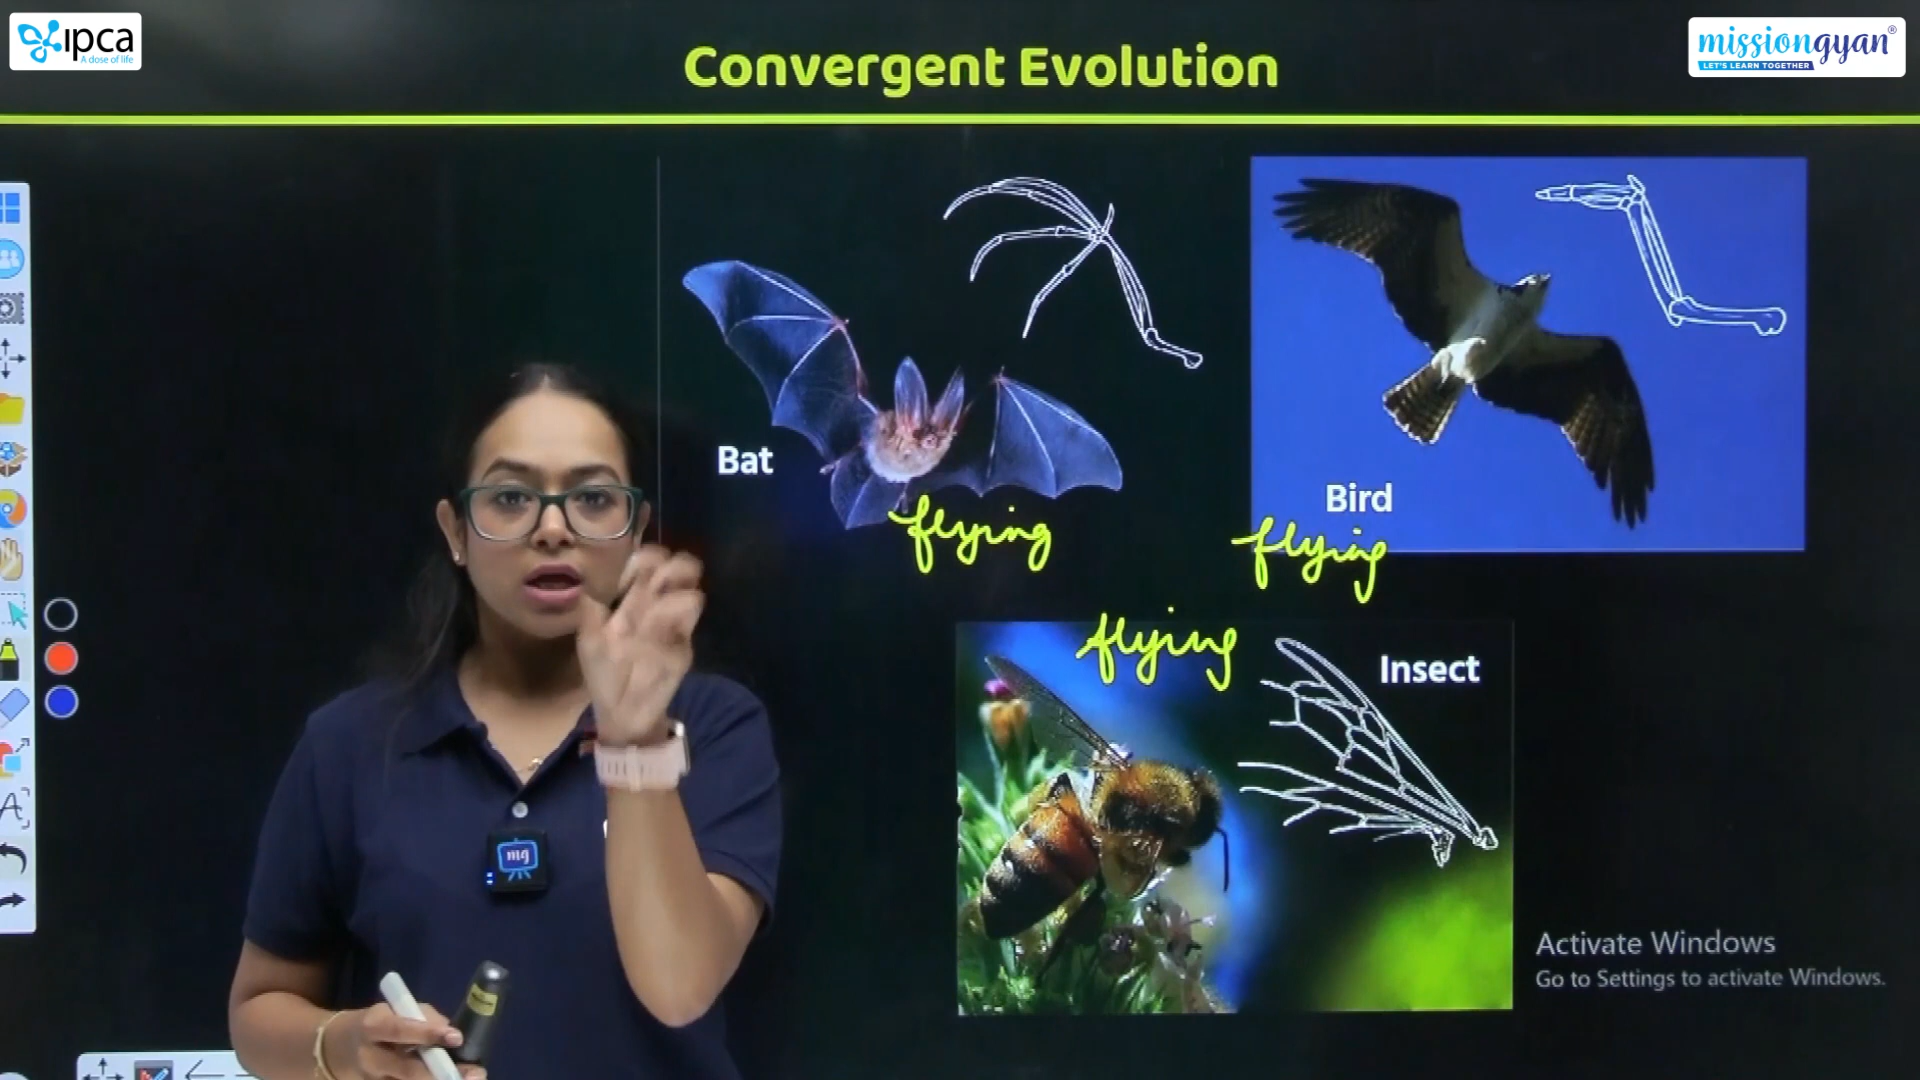 ipca
A dose of life
Convergent Evolution
missiongyan®
LET'S LEARN TOGETHER
Bat
flying
Bird
flying
flying
Insect
mg
Activate Windows
Go to Settings to activate Windows.